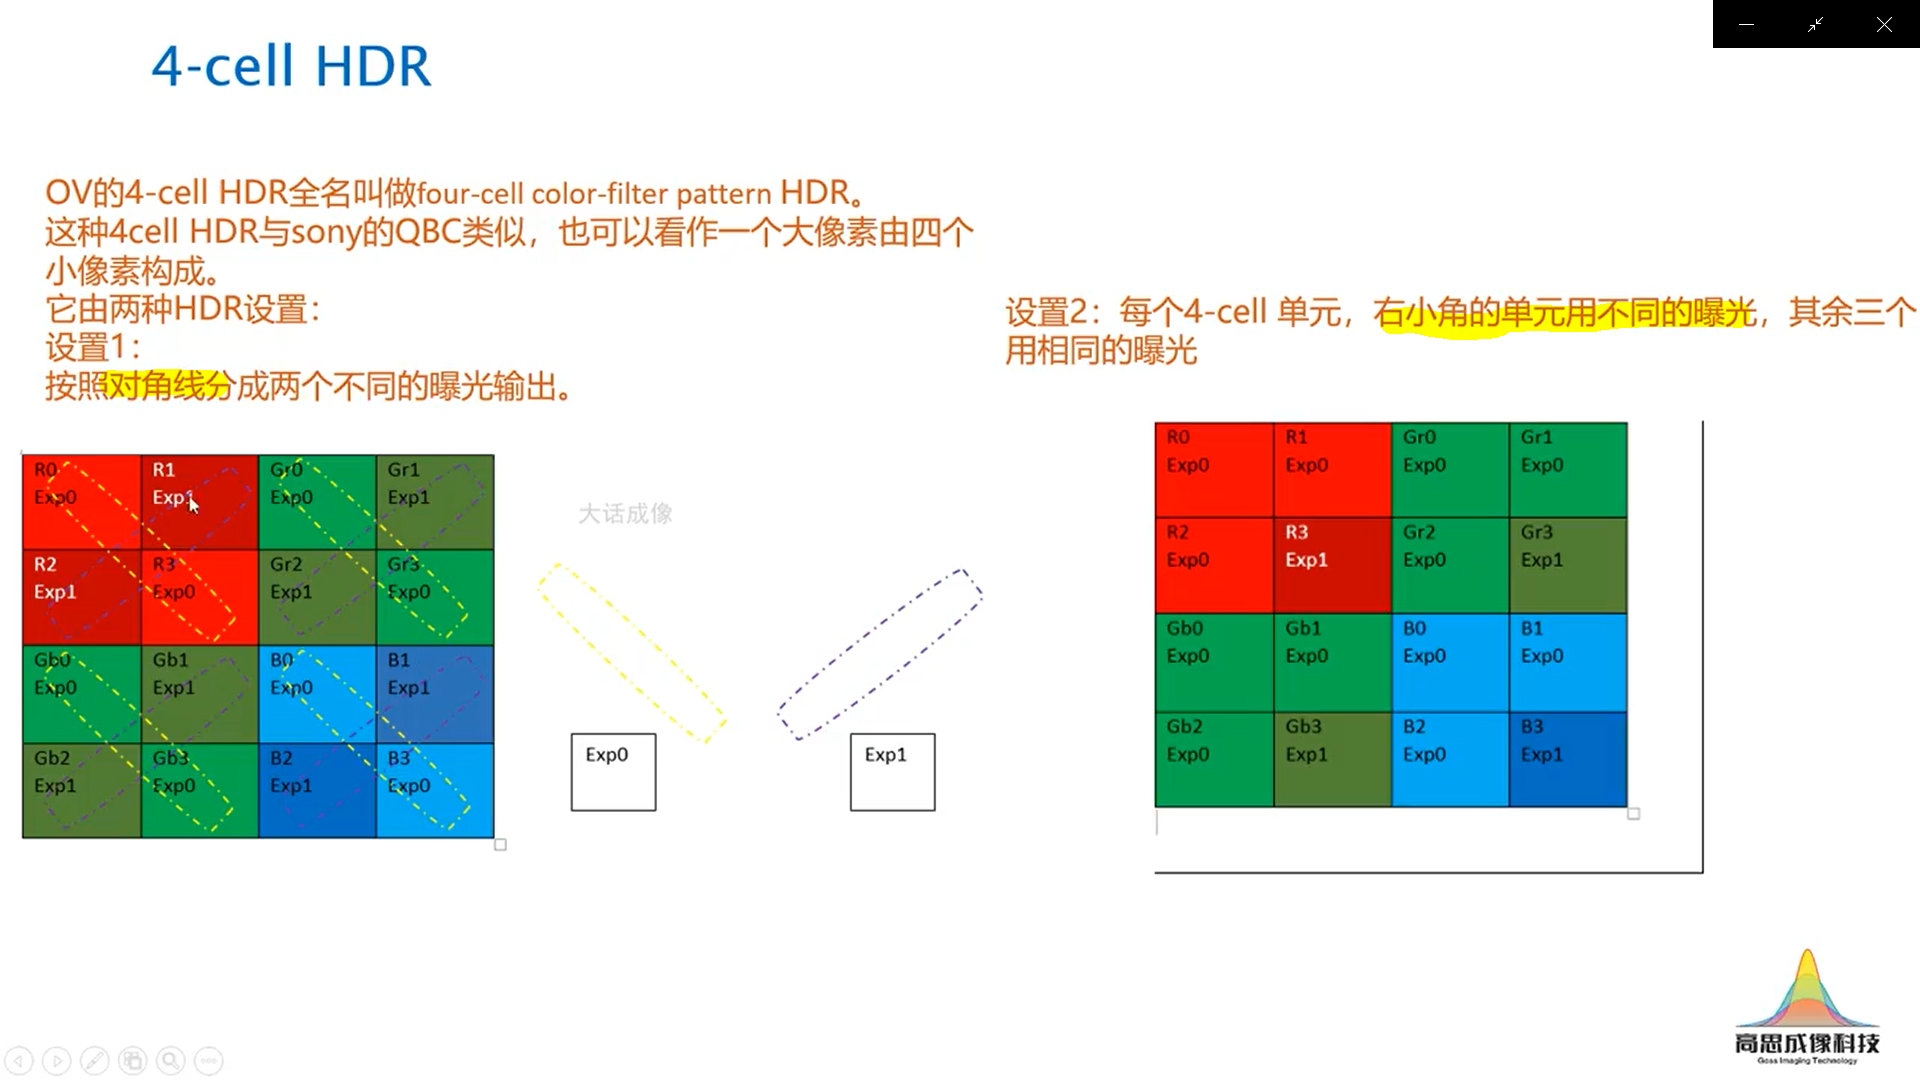 4-cell HDR
OV的4-cell HDR全名叫做four-cell color-filter pattern HDR。
这种4cell HDR与sony的QBC类似，也可以看作一个大像素由四个
小像素构成。
它由两种HDR设置：
设置1：
按照对角线分成两个不同的曝光输出。
设置2：每个4-cell 单元，右小角的单元用不同的曝光，其余三个
用相同的曝光
R0 R1 Gr0 Gr1
Exp0 Exp1 Exp0 Exp1
R2 R3 Gr2 Gr3
Exp1 Exp0 Exp1 Exp0
Gb0 Gb1 B0 B1
Exp0 Exp1 Exp0 Exp1
Gb2 Gb3 B2 B3
Exp1 Exp0 Exp1 Exp0
大话成像
Exp0
Exp1
R0 R1 Gr0 Gr1
Exp0 Exp0 Exp0 Exp0
R2 R3 Gr2 Gr3
Exp0 Exp1 Exp0 Exp1
Gb0 Gb1 B0 B1
Exp0 Exp0 Exp0 Exp0
Gb2 Gb3 B2 B3
Exp0 Exp1 Exp0 Exp1
高思成像科技
Goss Imaging Technology